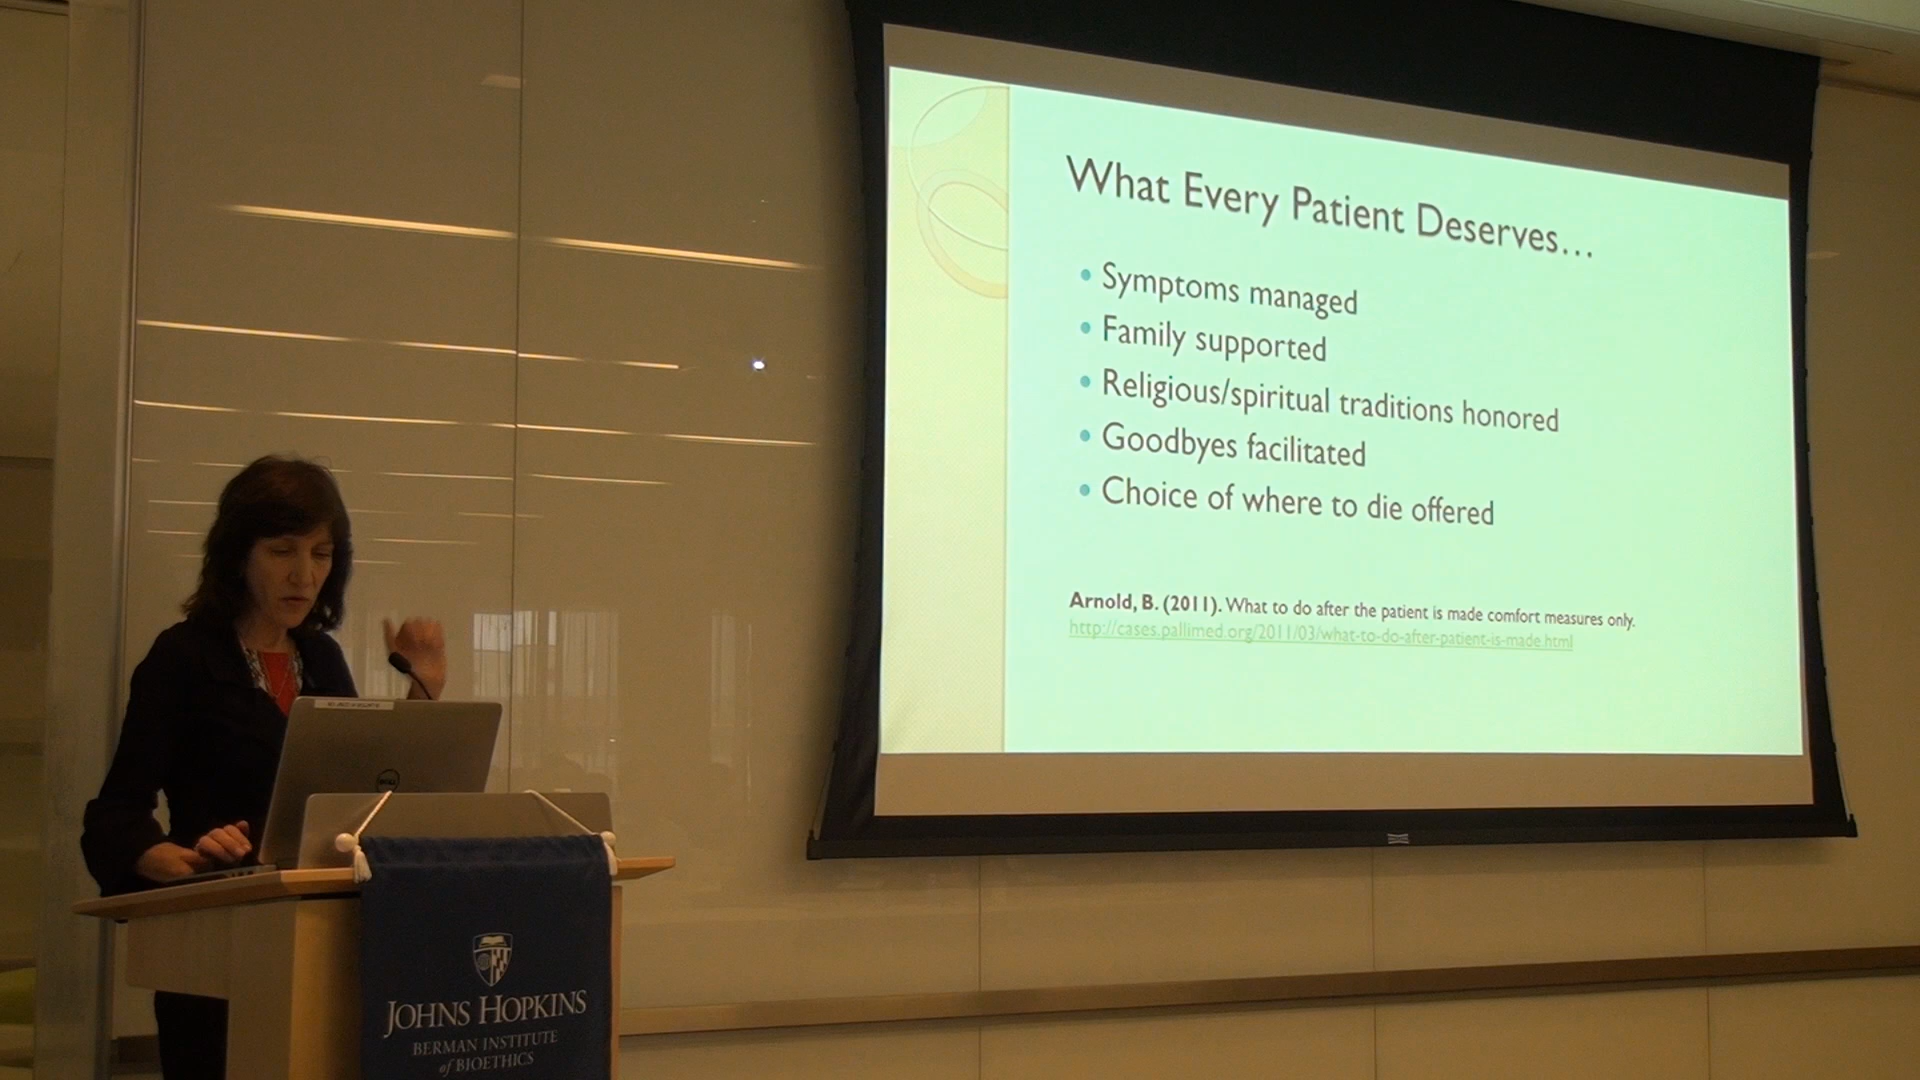 What Every Patient Deserves…
• Symptoms managed
• Family supported
• Religious/spiritual traditions honored
• Goodbyes facilitated
• Choice of where to die offered
Arnold, B. (2011). What to do after the patient is made comfort measures only.
http://cases.pallimed.org/2011/03/what-to-do-after-patient-is-made.html
DELL
JOHNS HOPKINS
BERMAN INSTITUTE
of BIOETHICS